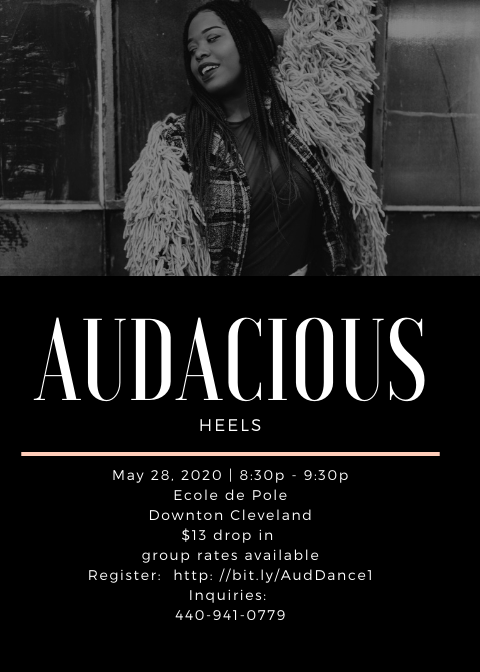 AUDACIOUS
HEELS
May 28, 2020 | 8:30p - 9:30p
Ecole de Pole
Downton Cleveland
$13 drop in
group rates available
Register:  http: //bit.ly/AudDance1
Inquiries:
440-941-0779